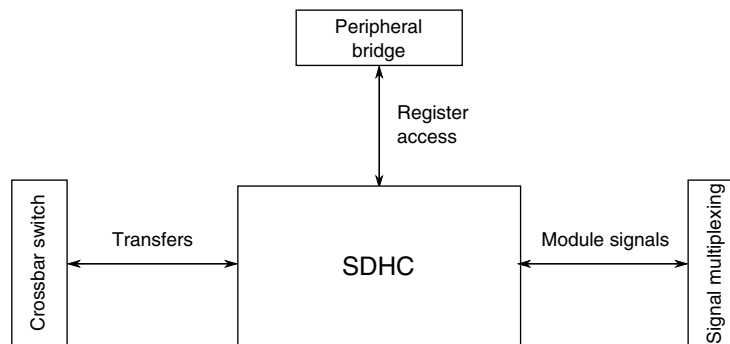 Peripheral
bridge
Register
access
Crossbar switch
Transfers
SDHC
Module signals
Signal multiplexing